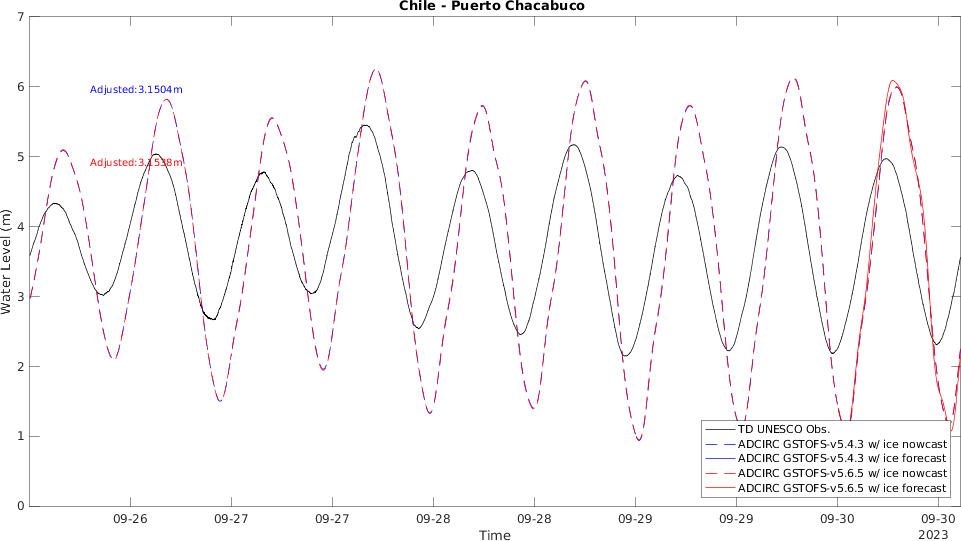 Chile - Puerto Chacabuco
Water Level (m)
7
6
5
4
3
2
1
0
Adjusted:3.1504m
Adjusted:3.1538m
TD UNESCO Obs.
ADCIRC GSTOFS-v5.4.3 w/ ice nowcast
ADCIRC GSTOFS-v5.4.3 w/ ice forecast
ADCIRC GSTOFS-v5.6.5 w/ ice nowcast
ADCIRC GSTOFS-v5.6.5 w/ ice forecast
09-26 09-27 09-27 09-28 09-28 09-29 09-29 09-30 09-30
Time
2023